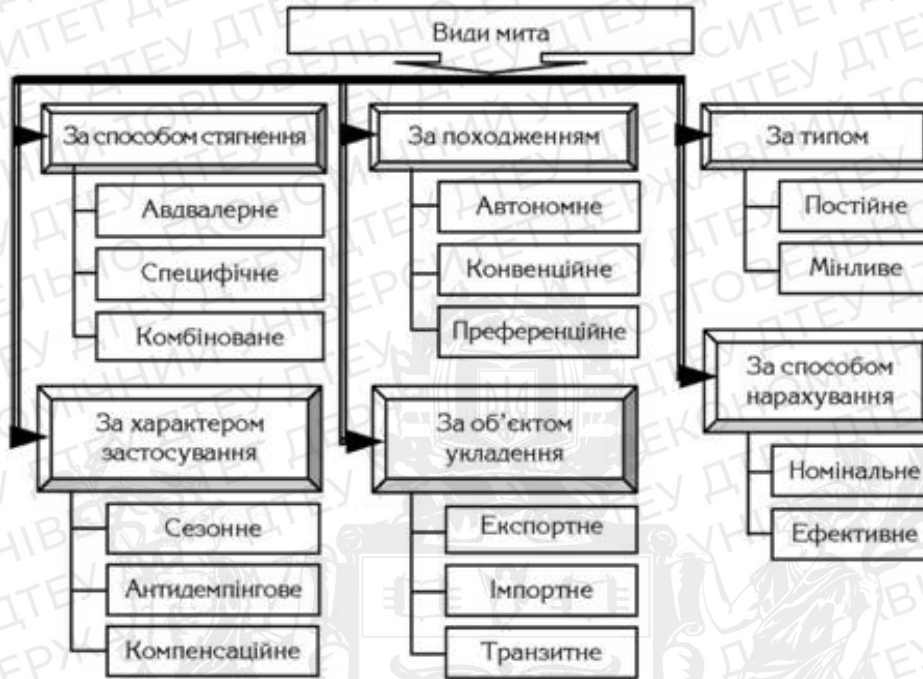 Види мита
За способом стягнення
Авдвалерне
Специфічне
Комбіноване
За характером
застосування
Сезонне
Антидемпінгове
Компенсаційне
За походженням
Автономне
Конвенційне
Преференційне
За об’єктом
укладення
Експортне
Імпортне
Транзитне
За типом
Постійне
Мінливе
За способом
нарахування
Номінальне
Ефективне